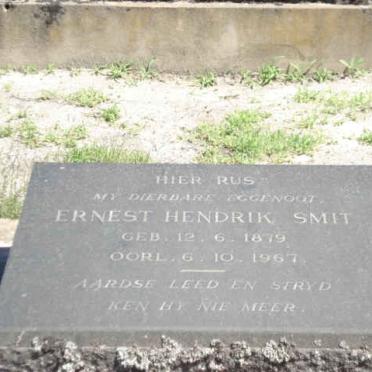 HIER RUS
MY DIERBARE EGGENOOT,
ERNEST HENDRIK SMIT
GEB. 12. 6. 1879.
OORL. 6. 10. 1967.
AARDSE LEED EN STRYD
KEN HY NIE MEER.